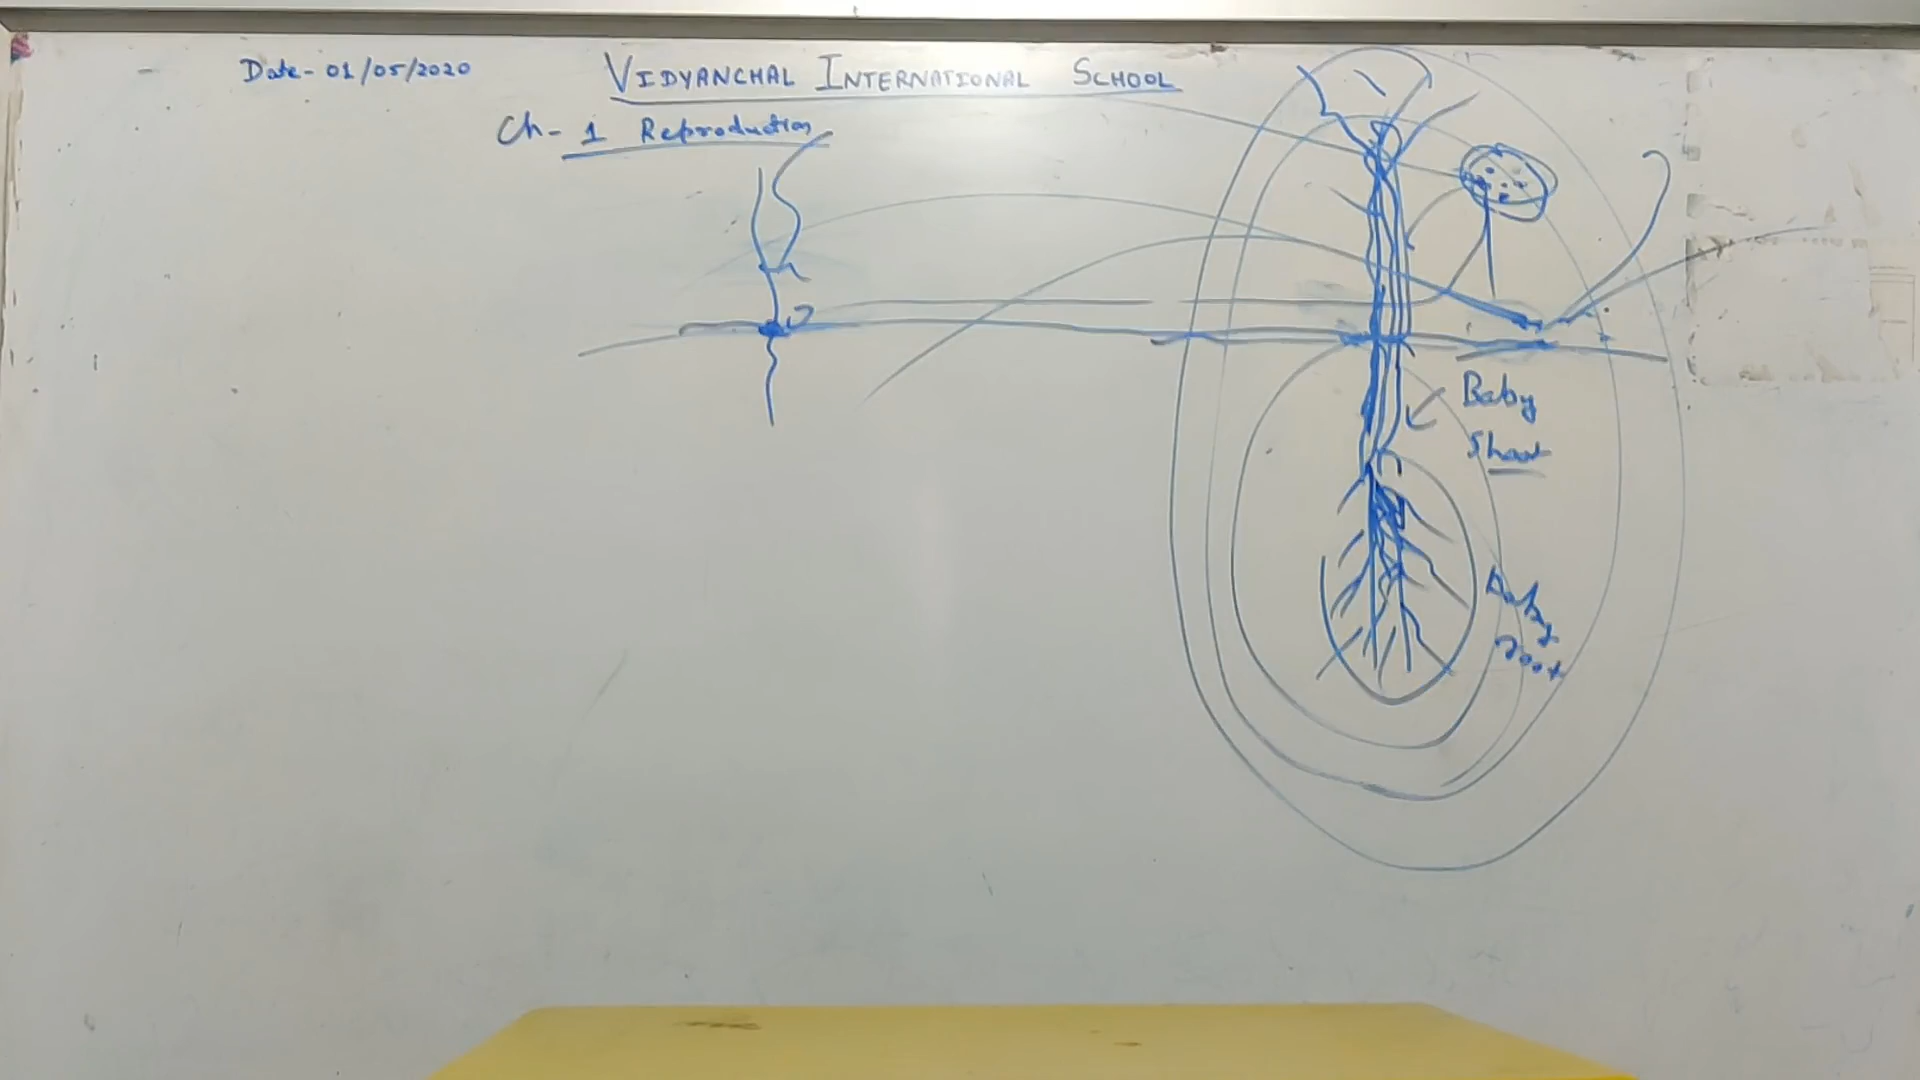 Date- 01/05/2020
VIDYANCHAL INTERNATIONAL SCHOOL
Ch- 1 Reproduction
Baby
Shoot
Baby
root